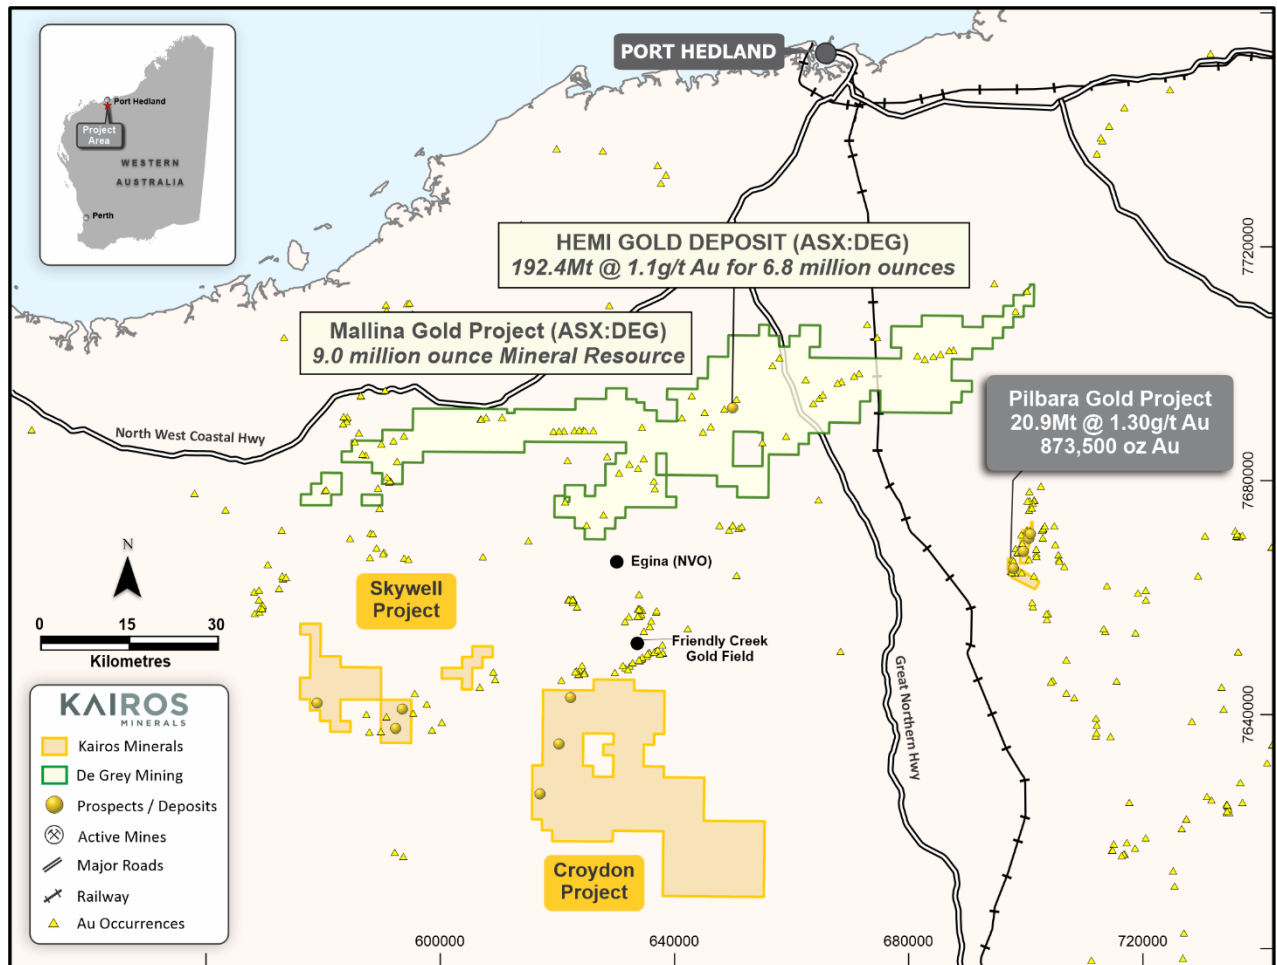 PORT HEDLAND
Port Hedland
Project
Area
WESTERN
AUSTRALIA
Perth
HEMI GOLD DEPOSIT (ASX:DEG)
192.4Mt @ 1.1g/t Au for 6.8 million ounces
7720000
Mallina Gold Project (ASX:DEG)
9.0 million ounce Mineral Resource
Pilbara Gold Project
20.9Mt @ 1.30g/t Au
873,500 oz Au
North West Coastal Hwy
7680000
N
Egina (NVO)
Skywell
Project
0 15 30
Kilometres
Friendly Creek
Gold Field
Great Northern Hwy
7640000
KAIROS
MINERALS
Kairos Minerals
De Grey Mining
Prospects / Deposits
Active Mines
Major Roads
Railway
Au Occurrences
Croydon
Project
600000 640000 680000 720000